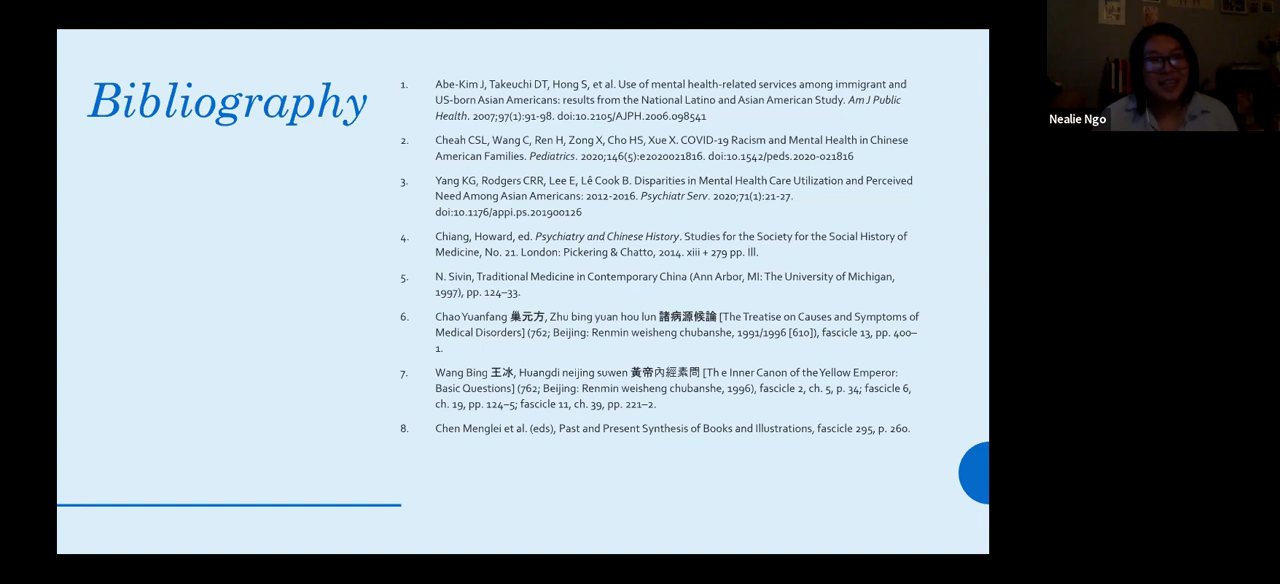 Bibliography
1. Abe-Kim J, Takeuchi DT, Hong S, et al. Use of mental health-related services among immigrant and
US-born Asian Americans: results from the National Latino and Asian American Study. Am J Public
Health. 2007;97(1):91-98. doi:10.2105/AJPH.2006.098541
2. Cheah CSL, Wang C, Ren H, Zong X, Cho HS, Xue X. COVID-19 Racism and Mental Health in Chinese
American Families. Pediatrics. 2020;146(5):e2020021816. doi:10.1542/peds.2020-021816
3. Yang KG, Rodgers CRR, Lee E, Lê Cook B. Disparities in Mental Health Care Utilization and Perceived
Need Among Asian Americans: 2012-2016. Psychiatr Serv. 2020;71(1):21-27.
doi:10.1176/appi.ps.201900126
4. Chiang, Howard, ed. Psychiatry and Chinese History. Studies for the Society for the Social History of
Medicine, No. 21. London: Pickering & Chatto, 2014. xiii + 279 pp. Ill.
5. N. Sivin, Traditional Medicine in Contemporary China (Ann Arbor, MI: The University of Michigan,
1997), pp. 124–33.
6. Chao Yuanfang 巢元方, Zhu bing yuan hou lun 諸病源候論 [The Treatise on Causes and Symptoms of
Medical Disorders] (762; Beijing: Renmin weisheng chubanshe, 1991/1996 [610]), fascicle 13, pp. 400–
1.
7. Wang Bing 王冰, Huangdi neijing suwen 黃帝內經素問 [Th e Inner Canon of the Yellow Emperor:
Basic Questions] (762; Beijing: Renmin weisheng chubanshe, 1996), fascicle 2, ch. 5, p. 34; fascicle 6,
ch. 19, pp. 124–5; fascicle 11, ch. 39, pp. 221–2.
8. Chen Menglei et al. (eds), Past and Present Synthesis of Books and Illustrations, fascicle 295, p. 260.
Nealie Ngo